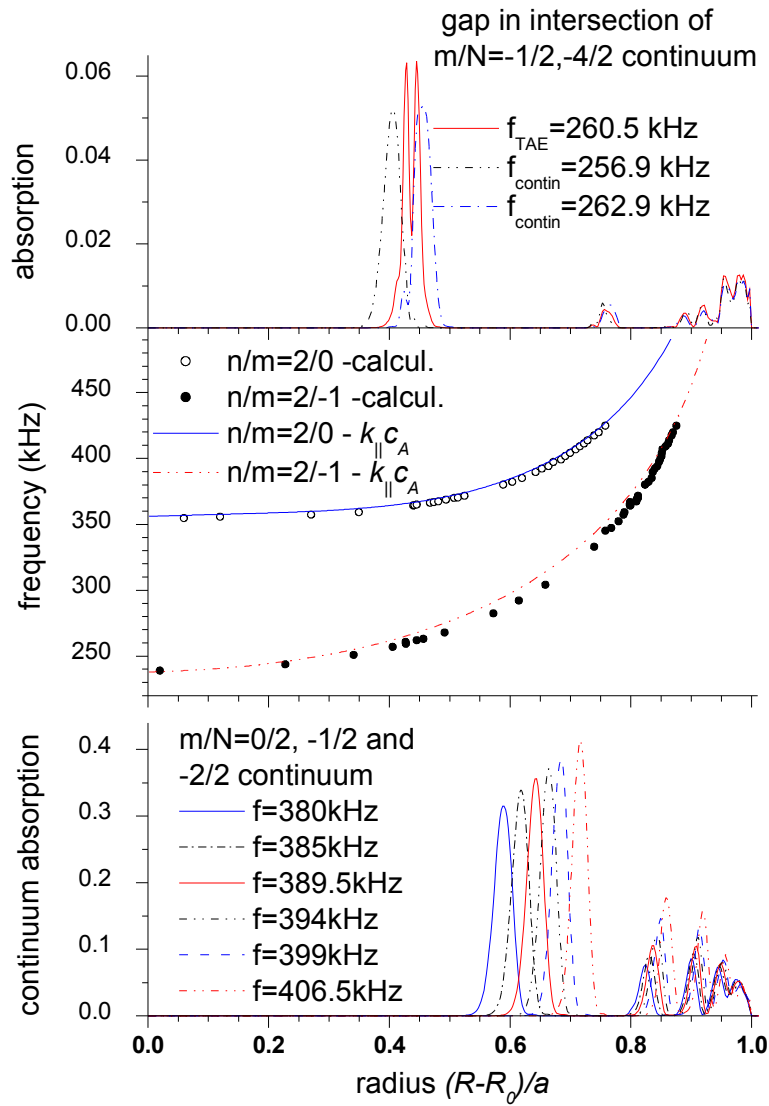 gap in intersection of
m/N=-1/2,-4/2 continuum
f_TAE=260.5 kHz
f_contin=256.9 kHz
f_contin=262.9 kHz
absorption
0.06
0.04
0.02
0.00
n/m=2/0 -calcul.
n/m=2/-1 -calcul.
n/m=2/0 - k_||c_A
n/m=2/-1 - k_||c_A
frequency (kHz)
450
400
350
300
250
m/N=0/2, -1/2 and
-2/2 continuum
f=380kHz
f=385kHz
f=389.5kHz
f=394kHz
f=399kHz
f=406.5kHz
continuum absorption
0.4
0.3
0.2
0.1
0.0
0.0 0.2 0.4 0.6 0.8 1.0
radius (R-R_0)/a